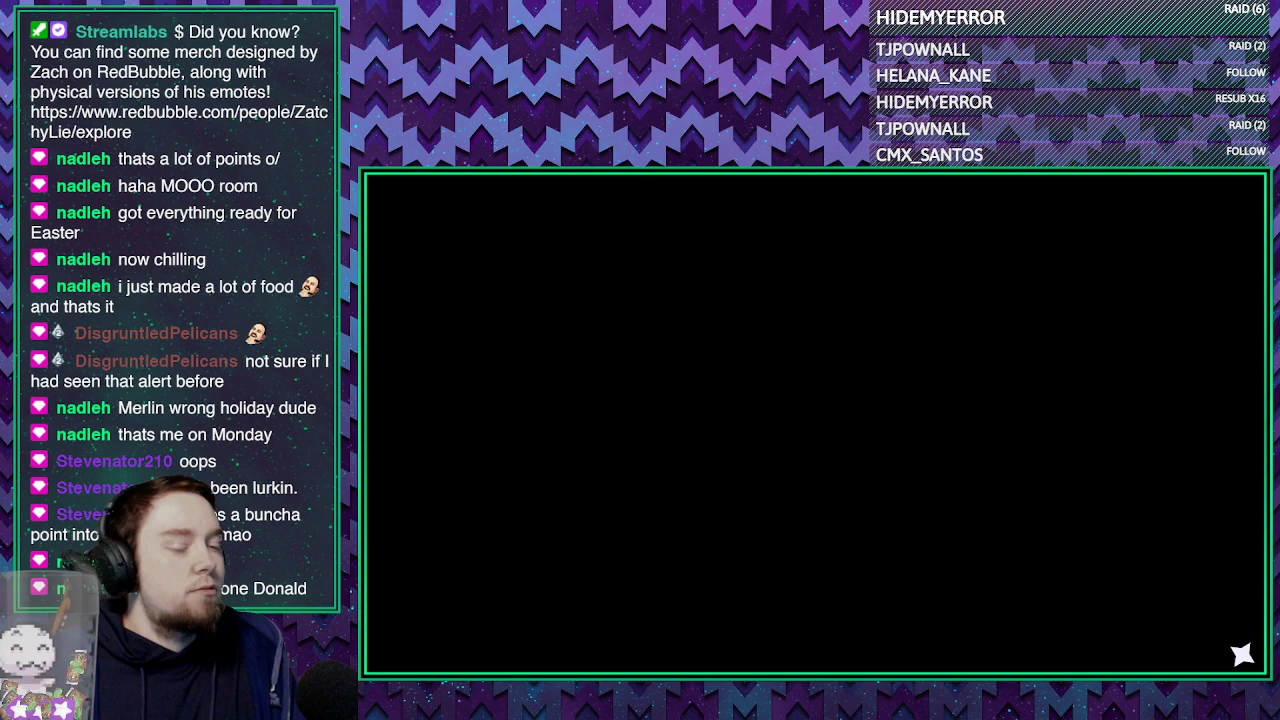 Streamlabs $ Did you know?
You can find some merch designed by
Zach on RedBubble, along with
physical versions of his emotes!
https://www.redbubble.com/people/Zatc
hyLie/explore
nadleh thats a lot of points o/
nadleh haha MOOO room
nadleh got everything ready for
Easter
nadleh now chilling
nadleh i just made a lot of food
and thats it
DisgruntledPelicans
DisgruntledPelicans not sure if I
had seen that alert before
nadleh Merlin wrong holiday dude
nadleh thats me on Monday
Stevenator210 oops
been lurkin.
a buncha
point
one Donald
HIDEMYERROR RAID (6)
TJPOWNALL RAID (2)
HELANA_KANE FOLLOW
HIDEMYERROR RESUB X16
TJPOWNALL RAID (2)
CMX_SANTOS FOLLOW